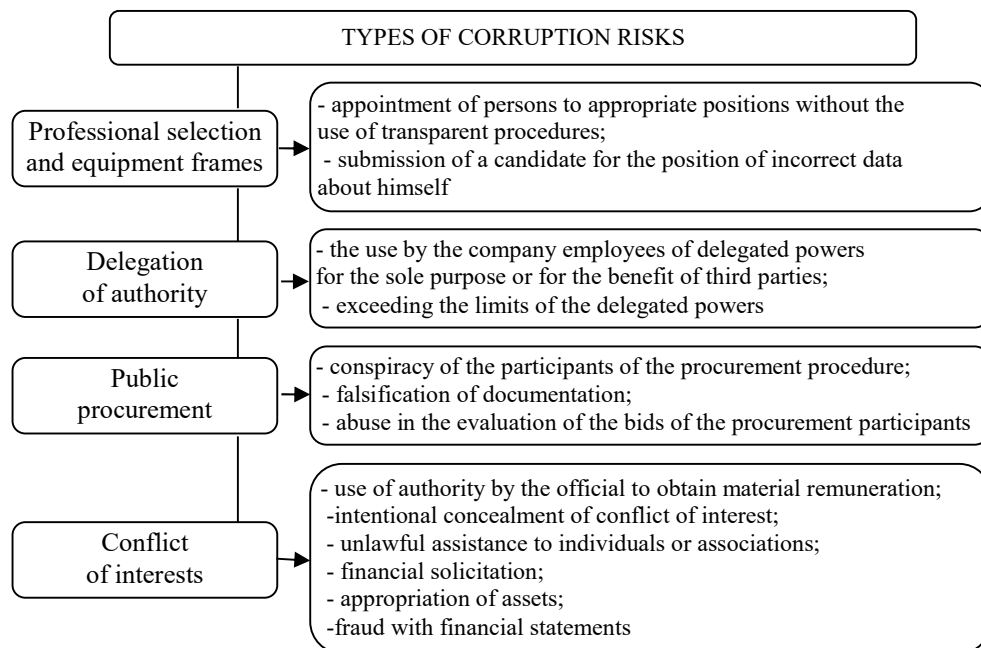 TYPES OF CORRUPTION RISKS
Professional selection
and equipment frames
- appointment of persons to appropriate positions without the
use of transparent procedures;
- submission of a candidate for the position of incorrect data
about himself
Delegation
of authority
- the use by the company employees of delegated powers
for the sole purpose or for the benefit of third parties;
- exceeding the limits of the delegated powers
Public
procurement
- conspiracy of the participants of the procurement procedure;
- falsification of documentation;
- abuse in the evaluation of the bids of the procurement participants
Conflict
of interests
- use of authority by the official to obtain material remuneration;
-intentional concealment of conflict of interest;
- unlawful assistance to individuals or associations;
- financial solicitation;
- appropriation of assets;
-fraud with financial statements